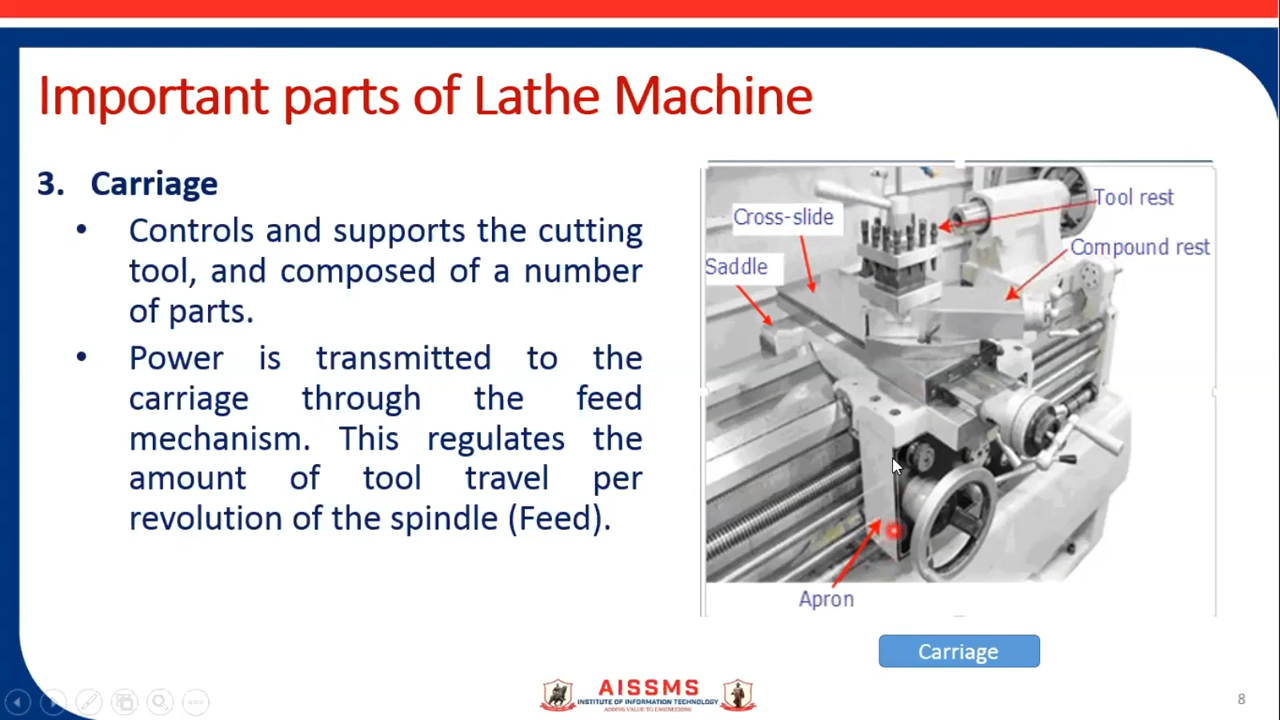 Important parts of Lathe Machine
3. Carriage
• Controls and supports the cutting
tool, and composed of a number
of parts.
• Power is transmitted to the
carriage through the feed
mechanism. This regulates the
amount of tool travel per
revolution of the spindle (Feed).
Tool rest
Cross-slide
Compound rest
Saddle
Apron
Carriage
AISSMS
INSTITUTE OF INFORMATION TECHNOLOGY
ADDING VALUE TO ENGINEERING
8